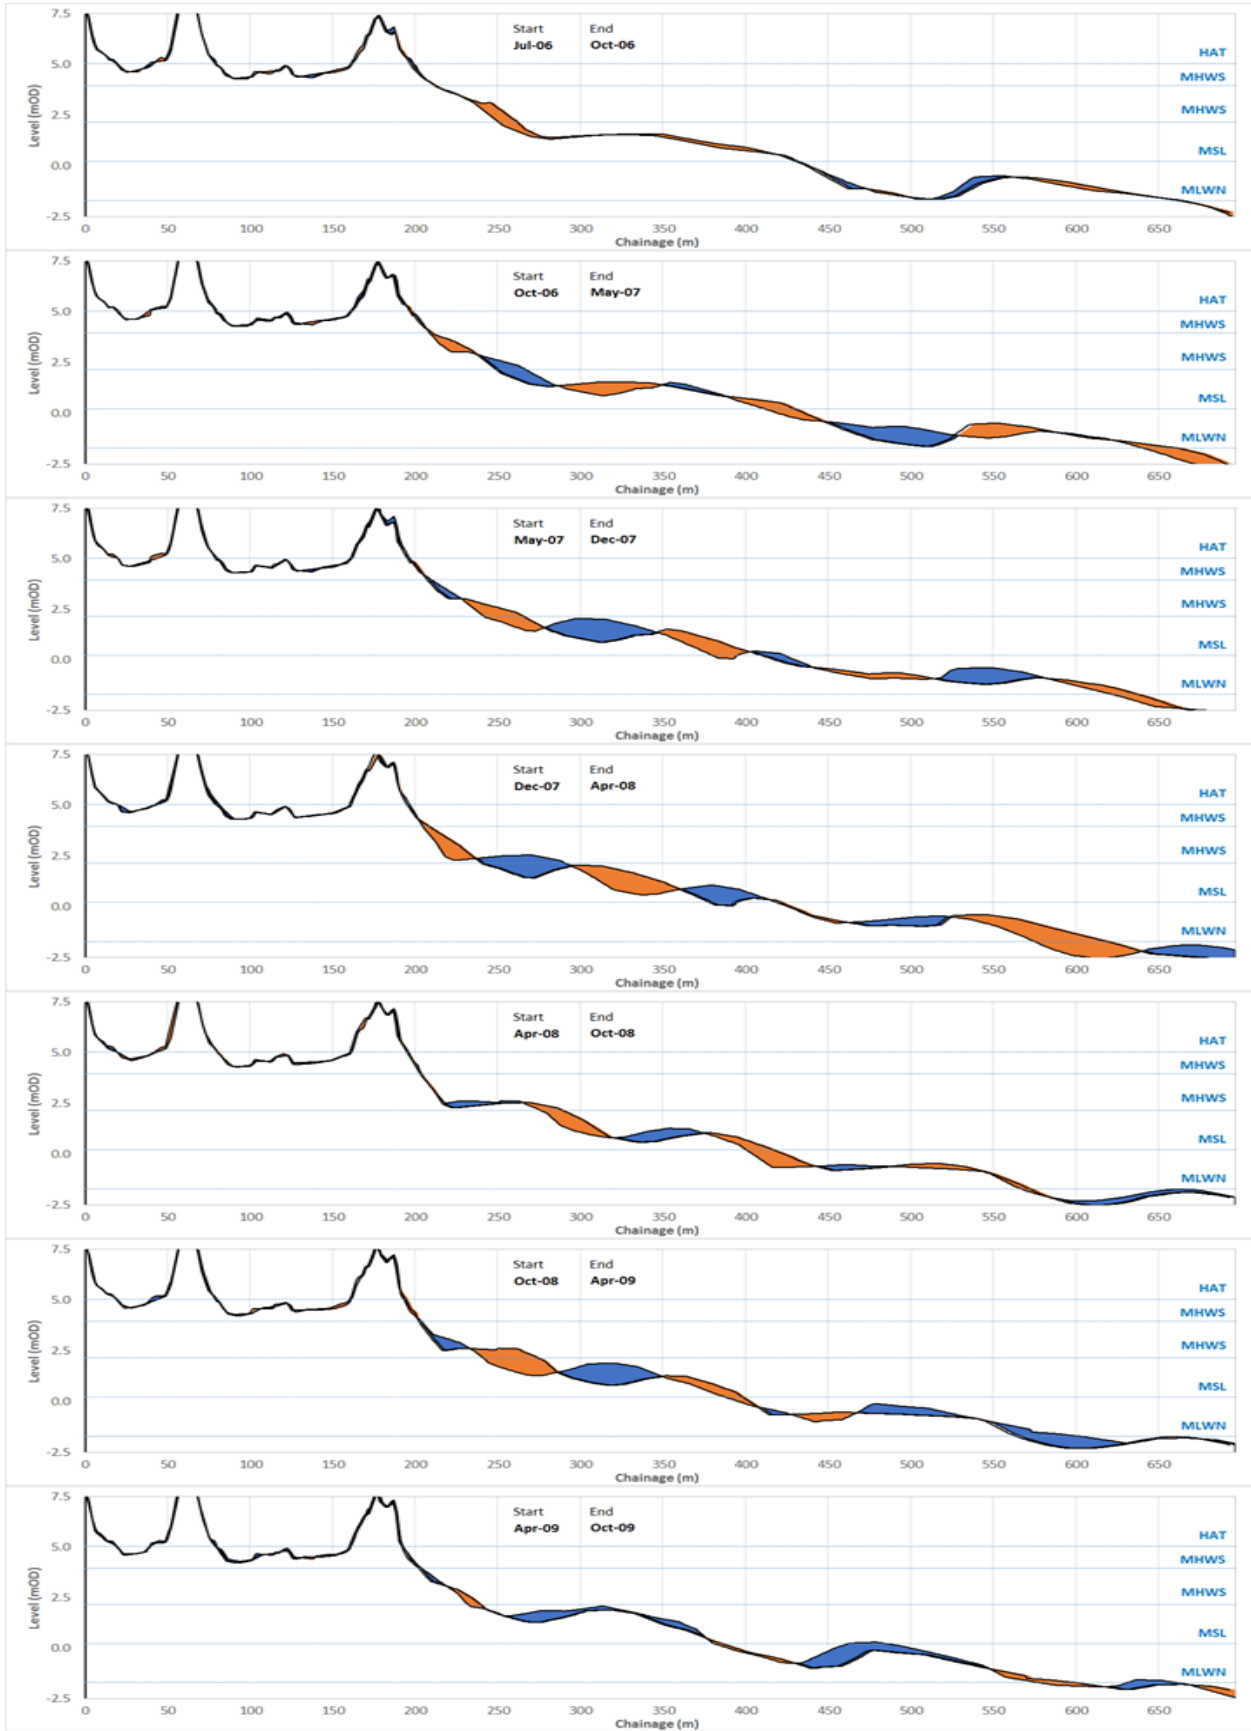 7.5
Start End
Jul-06 Oct-06
HAT
5.0
MHWS
2.5
MHWS
MSL
0.0
MLWN
-2.5
Level (mOD)
0 50 100 150 200 250 300 350 400 450 500 550 600 650
Chainage (m)
7.5
Start End
Oct-06 May-07
HAT
5.0
MHWS
2.5
MHWS
MSL
0.0
MLWN
-2.5
Level (mOD)
0 50 100 150 200 250 300 350 400 450 500 550 600 650
Chainage (m)
7.5
Start End
May-07 Dec-07
HAT
5.0
MHWS
2.5
MHWS
MSL
0.0
MLWN
-2.5
Level (mOD)
0 50 100 150 200 250 300 350 400 450 500 550 600 650
Chainage (m)
7.5
Start End
Dec-07 Apr-08
HAT
5.0
MHWS
2.5
MHWS
MSL
0.0
MLWN
-2.5
Level (mOD)
0 50 100 150 200 250 300 350 400 450 500 550 600 650
Chainage (m)
7.5
Start End
Apr-08 Oct-08
HAT
5.0
MHWS
2.5
MHWS
MSL
0.0
MLWN
-2.5
Level (mOD)
0 50 100 150 200 250 300 350 400 450 500 550 600 650
Chainage (m)
7.5
Start End
Oct-08 Apr-09
HAT
5.0
MHWS
2.5
MHWS
MSL
0.0
MLWN
-2.5
Level (mOD)
0 50 100 150 200 250 300 350 400 450 500 550 600 650
Chainage (m)
7.5
Start End
Apr-09 Oct-09
HAT
5.0
MHWS
2.5
MHWS
MSL
0.0
MLWN
-2.5
Level (mOD)
0 50 100 150 200 250 300 350 400 450 500 550 600 650
Chainage (m)